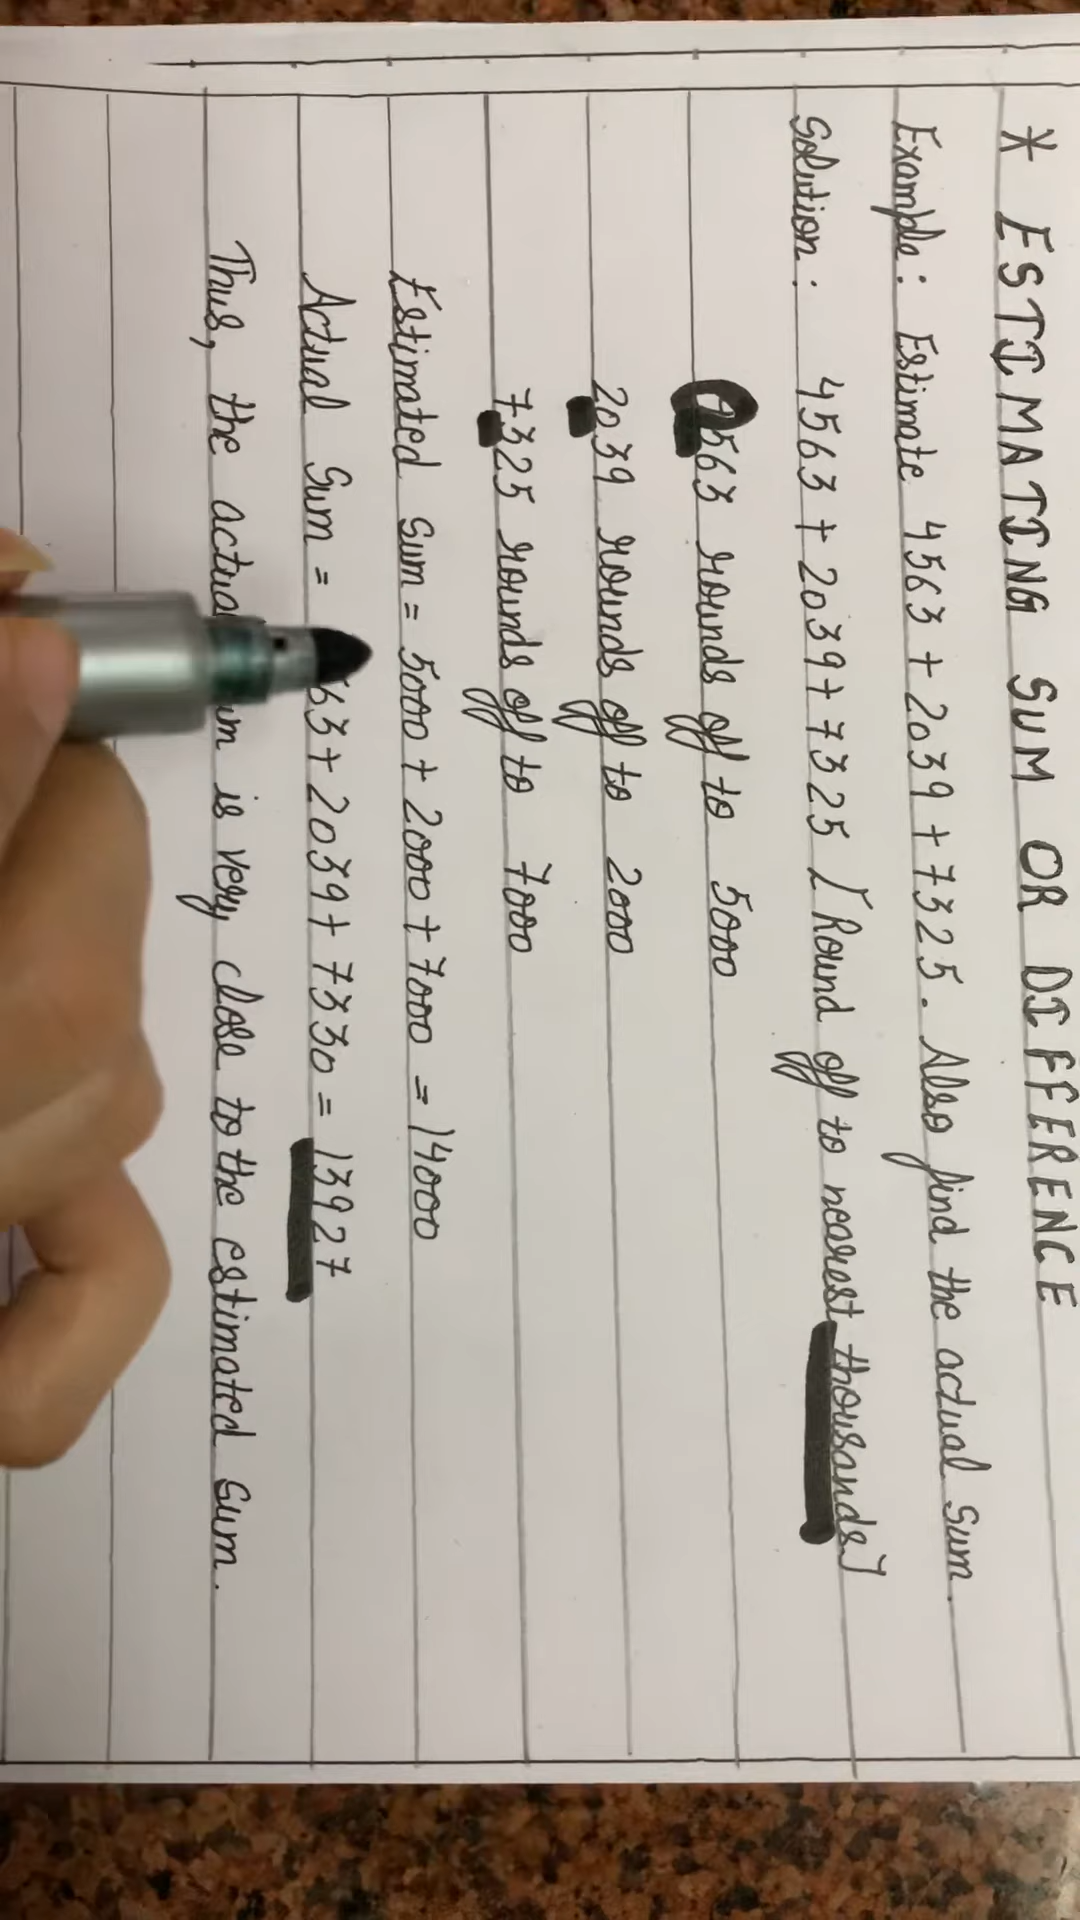 * ESTIMATING SUM OR DIFFERENCE
Example: Estimate 4563 + 2039 + 7325. Also find the actual sum.
Solution: 4563 + 2039 + 7325 [Round off to nearest thousands]
563 rounds off to 5000
2039 rounds off to 2000
7325 rounds off to 7000
Estimated sum = 5000 + 2000 + 7000 = 14000
Actual sum = 63 + 2039 + 7330 = 13927
Thus, the actual is very close to the estimated sum.